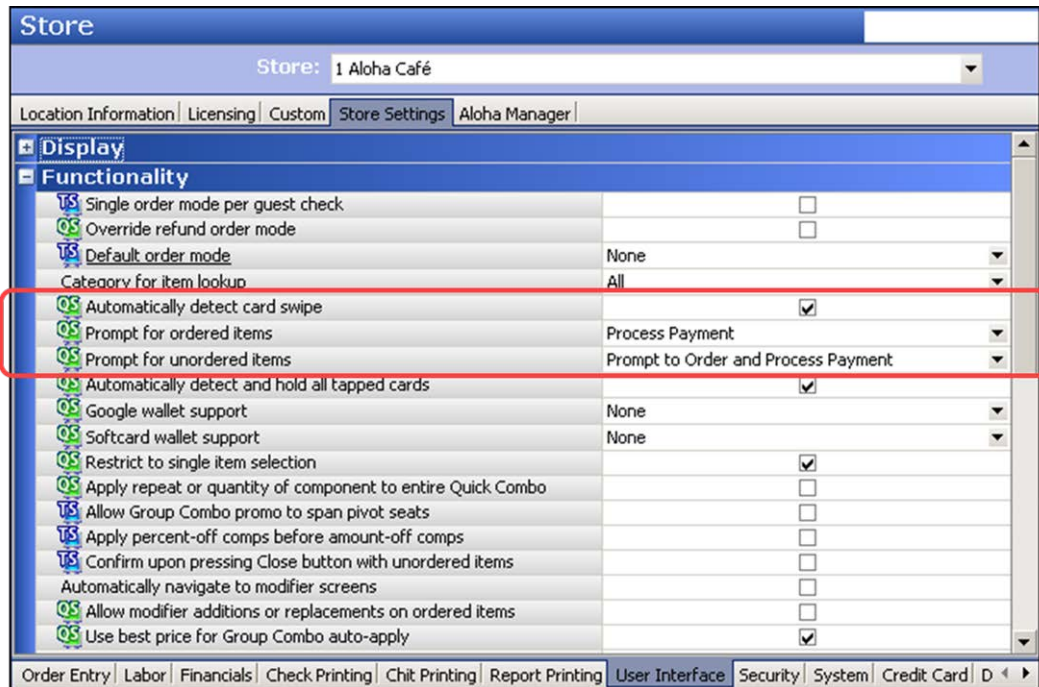 Store
Store: 1 Aloha Café
Location Information Licensing Custom Store Settings Aloha Manager
Display
Functionality
TS Single order mode per guest check
QS Override refund order mode
TS Default order mode None
Category for item lookup All
QS Automatically detect card swipe
QS Prompt for ordered items Process Payment
QS Prompt for unordered items Prompt to Order and Process Payment
QS Automatically detect and hold all tapped cards
QS Google wallet support None
QS Softcard wallet support None
QS Restrict to single item selection
QS Apply repeat or quantity of component to entire Quick Combo
TS Allow Group Combo promo to span pivot seats
TS Apply percent-off comps before amount-off comps
TS Confirm upon pressing Close button with unordered items
Automatically navigate to modifier screens
QS Allow modifier additions or replacements on ordered items
QS Use best price for Group Combo auto-apply
Order Entry Labor Financials Check Printing Chit Printing Report Printing User Interface Security System Credit Card D